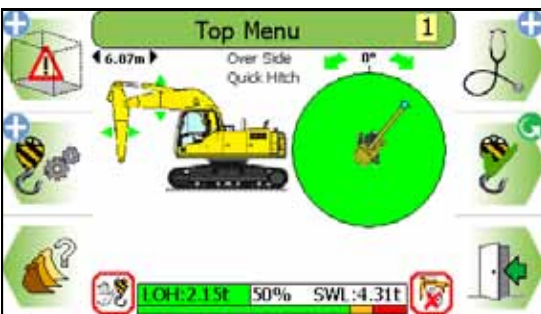 Top Menu
1
6.07m
Over Side
Quick Hitch
0°
?
LOH:2.15t
50%
SWL:4.31t